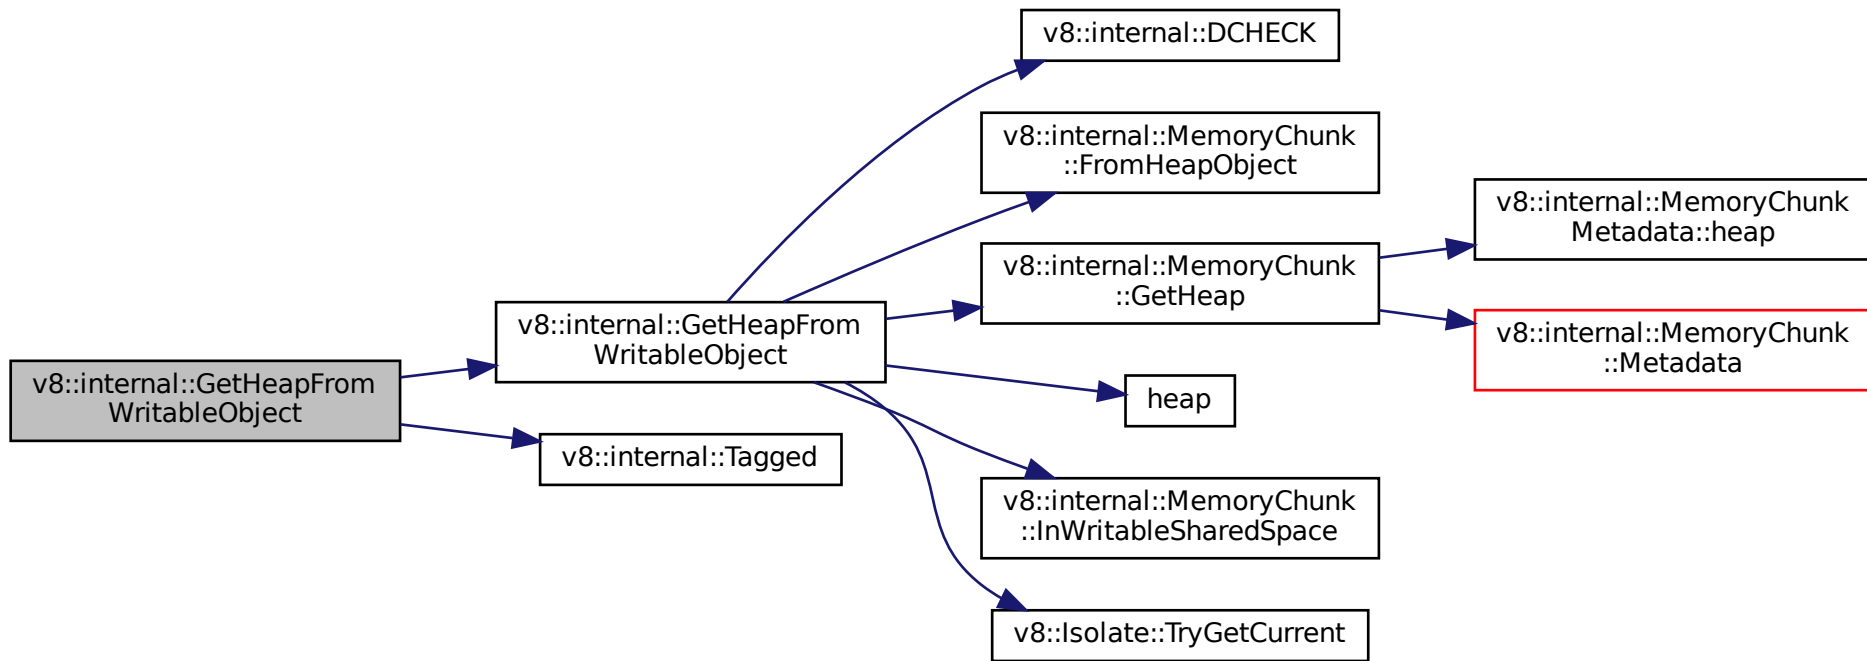 v8::internal::GetHeapFrom
WritableObject
v8::internal::GetHeapFrom
WritableObject
v8::internal::Tagged
v8::internal::DCHECK
v8::internal::MemoryChunk
::FromHeapObject
v8::internal::MemoryChunk
::GetHeap
heap
v8::internal::MemoryChunk
::InWritableSharedSpace
v8::Isolate::TryGetCurrent
v8::internal::MemoryChunk
Metadata::heap
v8::internal::MemoryChunk
::Metadata